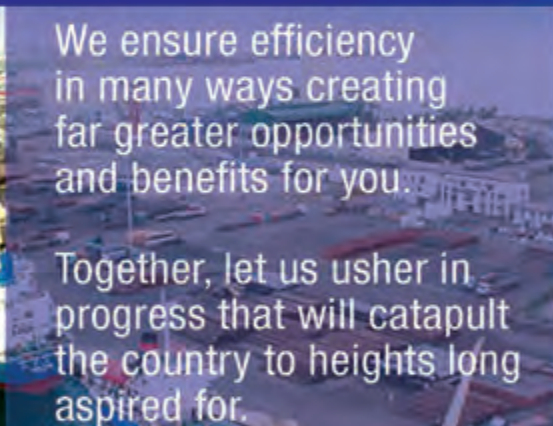 We ensure efficiency
in many ways creating
far greater opportunities
and benefits for you.
Together, let us usher in
progress that will catapult
the country to heights long
aspired for.